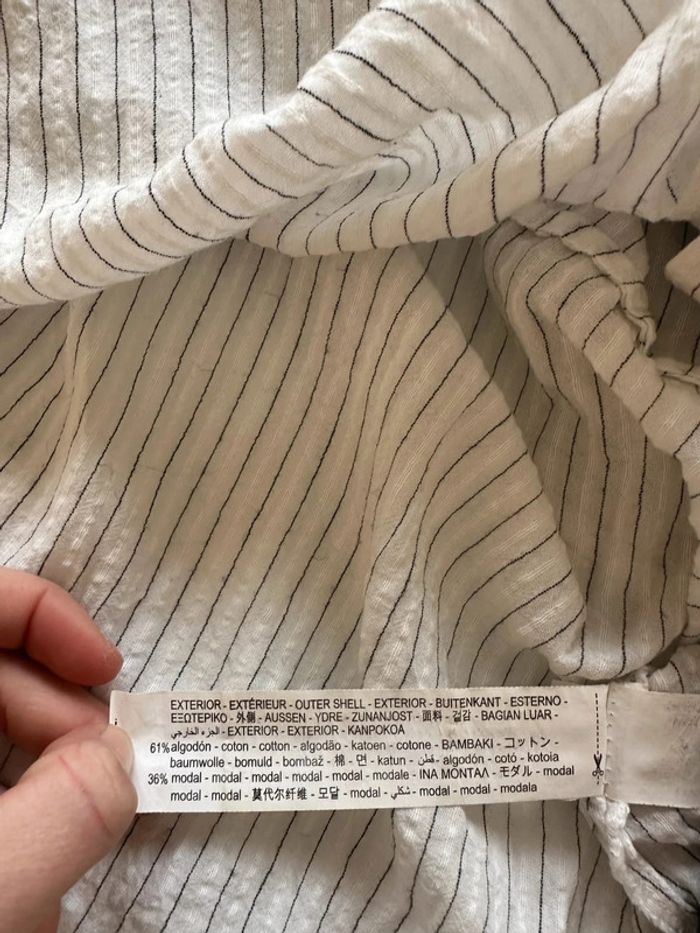 EXTERIOR - EXTÉRIEUR - OUTER SHELL - EXTERIOR - BUITENKANT - ESTERNO -
ΕΞΩΤΕΡΙΚΟ - 外側 - AUSSEN - YDRE - ZUNANJOST - 面料 - 겉감 - BAGIAN LUAR -
الجزء الخارجي - EXTERIOR - EXTERIOR - KANPOKOA
61% algodón - coton - cotton - algodão - katoen - cotone - ΒΑΜΒΑΚΙ - コットン -
baumwolle - bomuld - bombaž - 棉 - 면 - katun - قطن - algodón - cotó - kotoia
36% modal - modal - modal - modal - modal - modale - ΙΝΑ ΜΟΝΤΑΛ - モダル - modal
modal - modal - 莫代尔纤维 - 모달 - modal - شكلي - modal - modal - modala